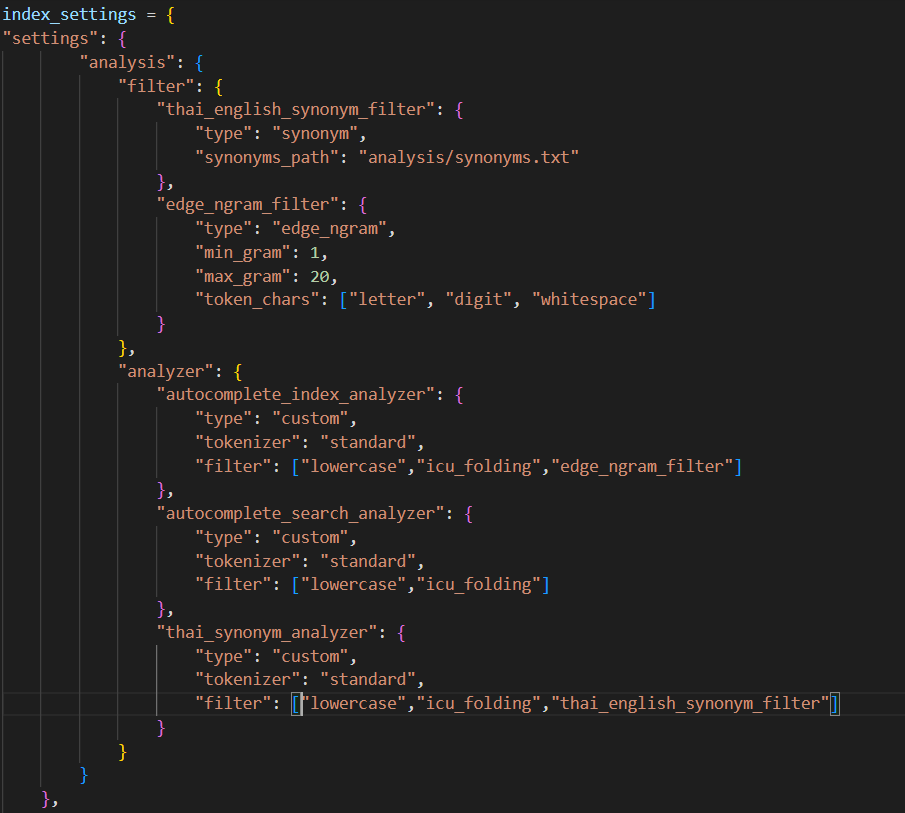 index_settings = {
"settings": {
"analysis": {
"filter": {
"thai_english_synonym_filter": {
"type": "synonym",
"synonyms_path": "analysis/synonyms.txt"
},
"edge_ngram_filter": {
"type": "edge_ngram",
"min_gram": 1,
"max_gram": 20,
"token_chars": ["letter", "digit", "whitespace"]
}
},
"analyzer": {
"autocomplete_index_analyzer": {
"type": "custom",
"tokenizer": "standard",
"filter": ["lowercase","icu_folding","edge_ngram_filter"]
},
"autocomplete_search_analyzer": {
"type": "custom",
"tokenizer": "standard",
"filter": ["lowercase","icu_folding"]
},
"thai_synonym_analyzer": {
"type": "custom",
"tokenizer": "standard",
"filter": ["lowercase","icu_folding","thai_english_synonym_filter"]
}
}
}
},